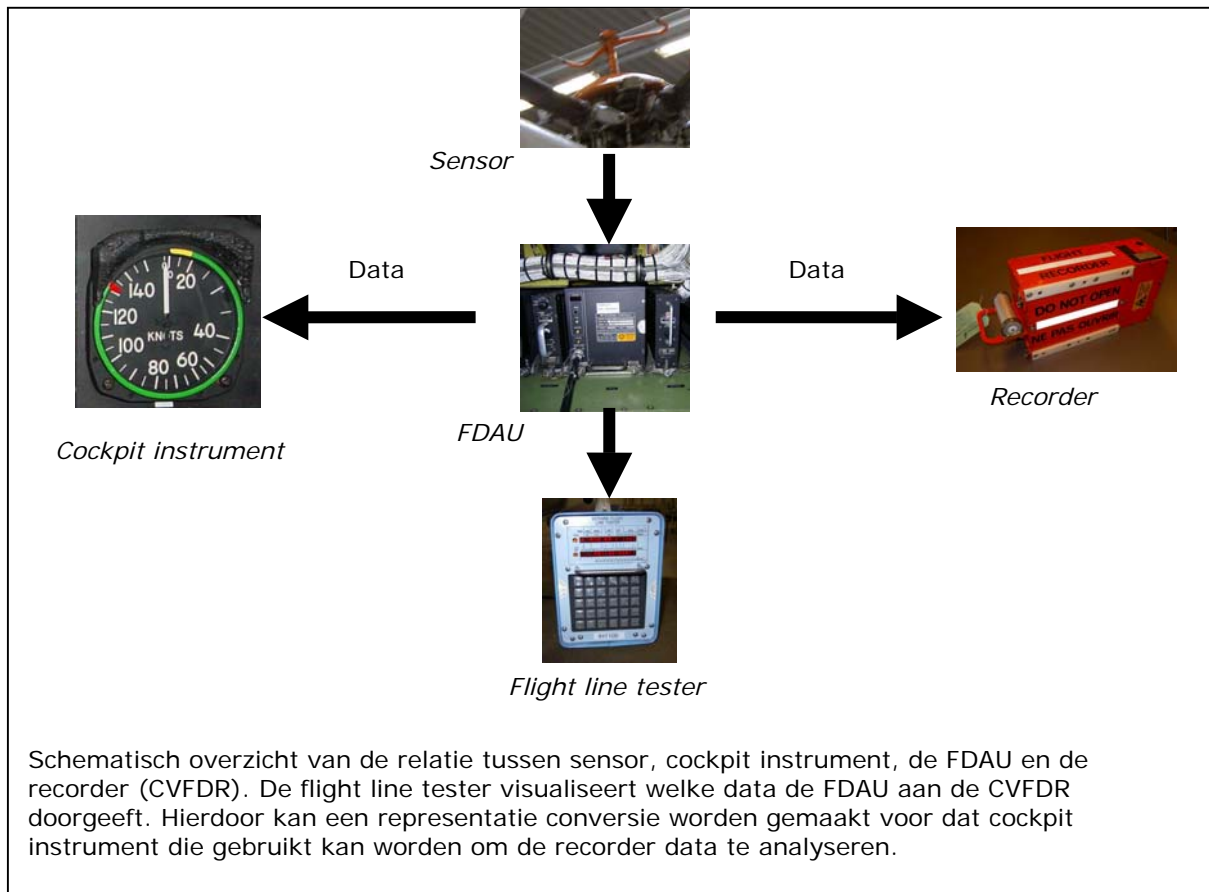 Sensor
Data
Data
140
20
120
KNOTS
40
100
80
60
FLIGHT
RECORDER
DO NOT OPEN
NE PAS OUVRIR
Recorder
FDAU
Cockpit instrument
LINE TESTER
Flight line tester
Schematisch overzicht van de relatie tussen sensor, cockpit instrument, de FDAU en de
recorder (CVFDR). De flight line tester visualiseert welke data de FDAU aan de CVFDR
doorgeeft. Hierdoor kan een representatie conversie worden gemaakt voor dat cockpit
instrument die gebruikt kan worden om de recorder data te analyseren.